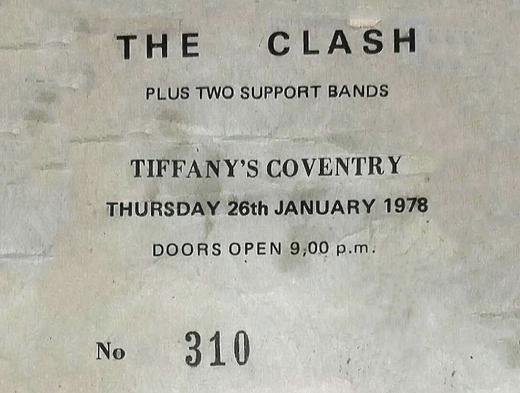 THE CLASH
PLUS TWO SUPPORT BANDS
TIFFANY'S COVENTRY
THURSDAY 26th JANUARY 1978
DOORS OPEN 9,00 p.m.
No 310